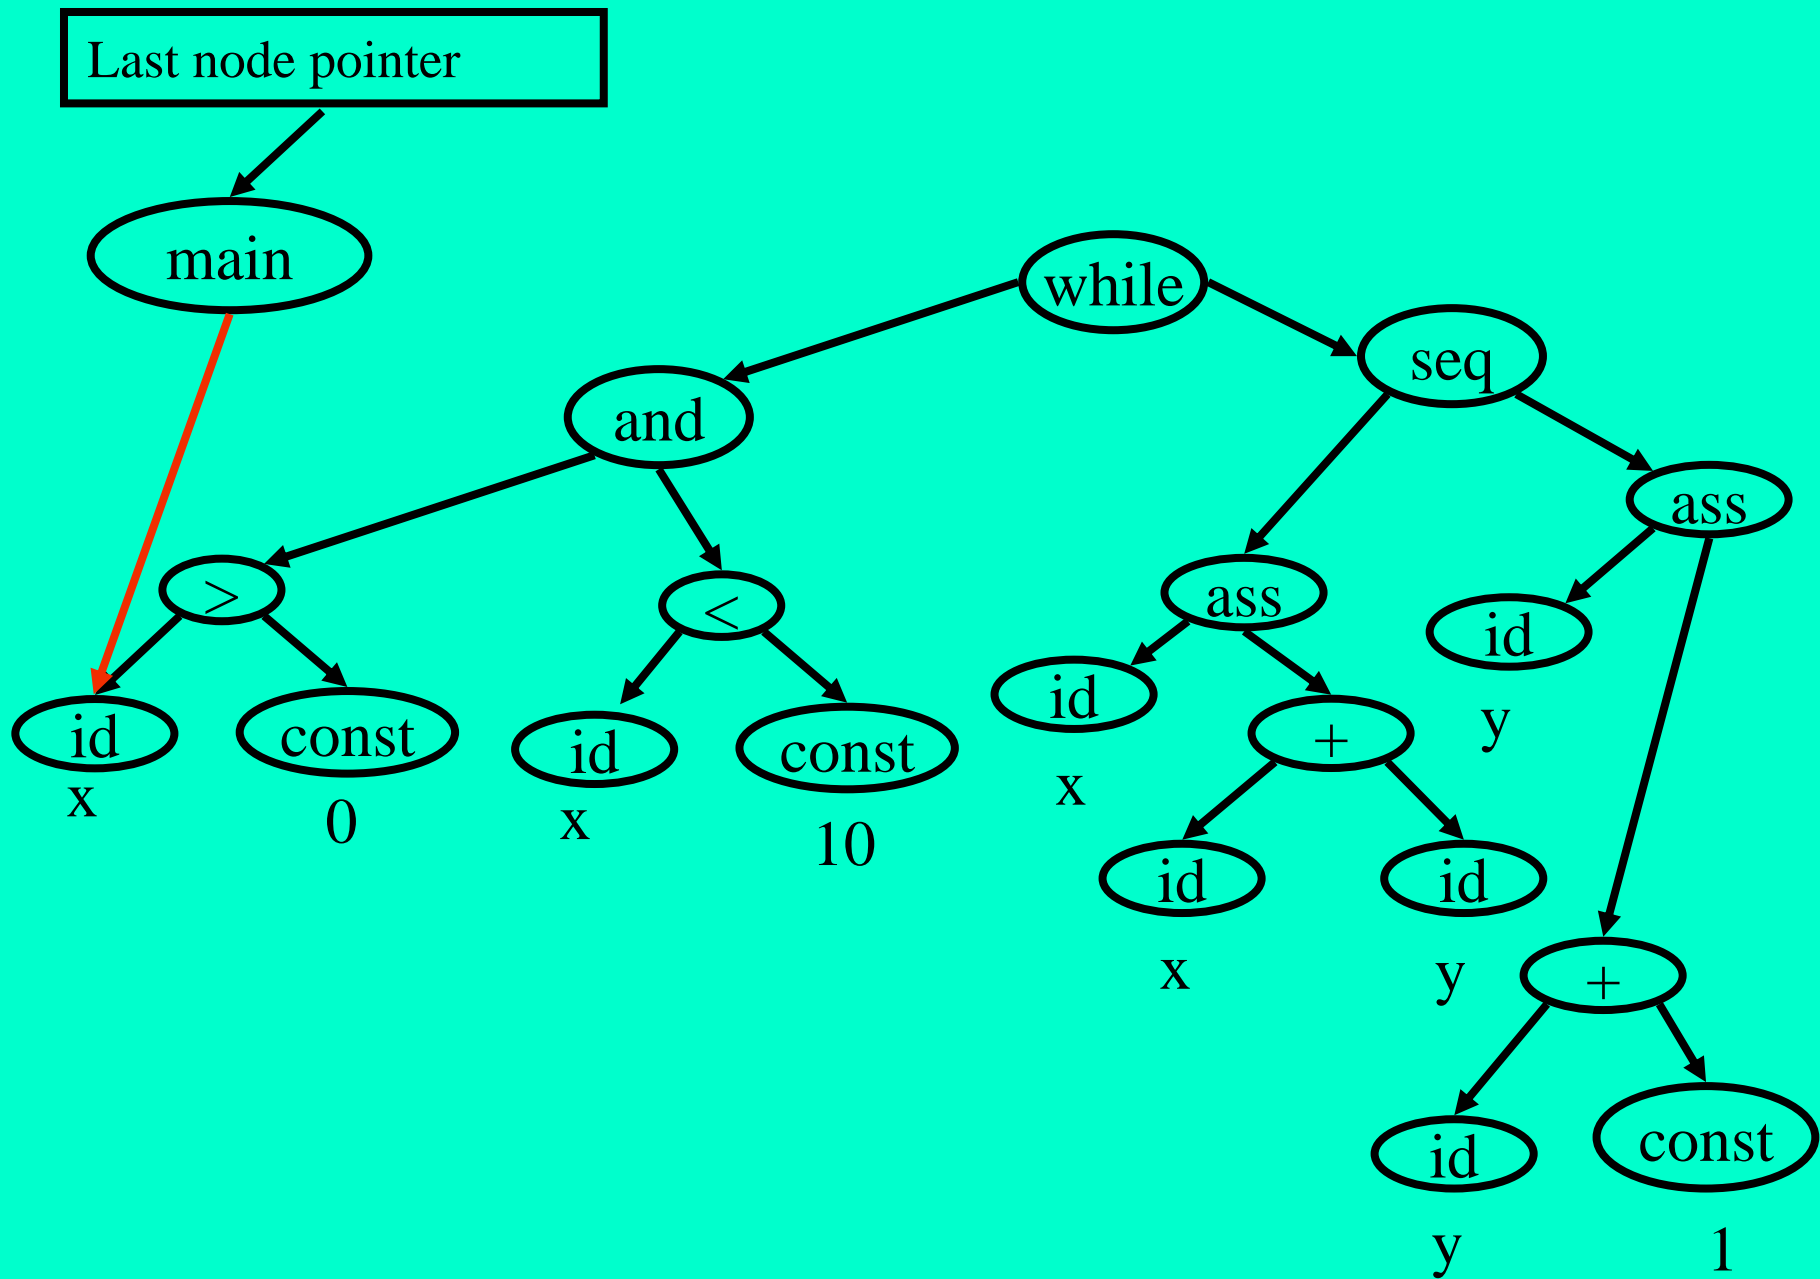 Last node pointer
main
while
seq
and
ass
>
<
ass
id
id
const
id
const
id
+
y
x
0
x
10
x
id
id
x
y
+
id
const
y
1